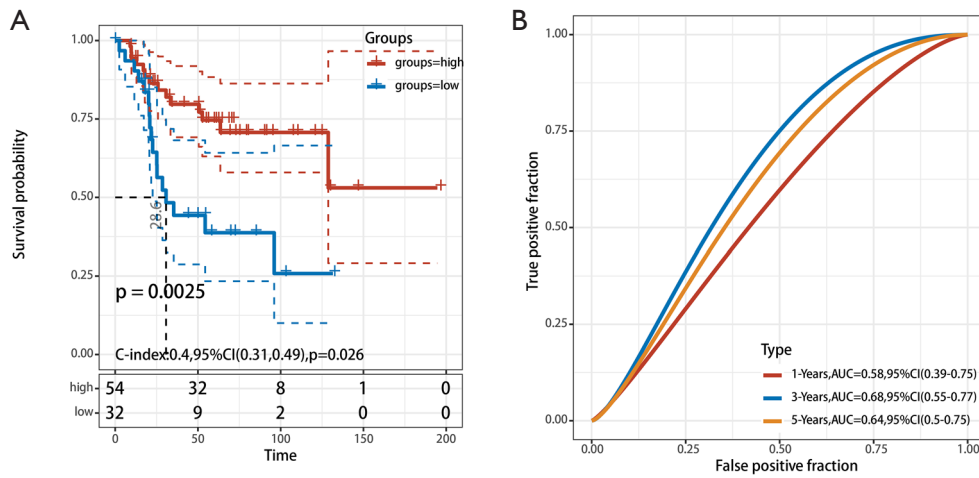 A
Survival probability
1.00
0.75
0.50
0.25
0.00
Groups
groups=high
groups=low
28.6
p = 0.0025
C-index:0.4,95%CI(0.31,0.49),p=0.026
high 54 32 8 1 0
low 32 9 2 0 0
0 50 100 150 200
Time
B
True positive fraction
1.00
0.75
0.50
0.25
0.00
Type
1-Years,AUC=0.58,95%CI(0.39-0.75)
3-Years,AUC=0.68,95%CI(0.55-0.77)
5-Years,AUC=0.64,95%CI(0.5-0.75)
0.00 0.25 0.50 0.75 1.00
False positive fraction